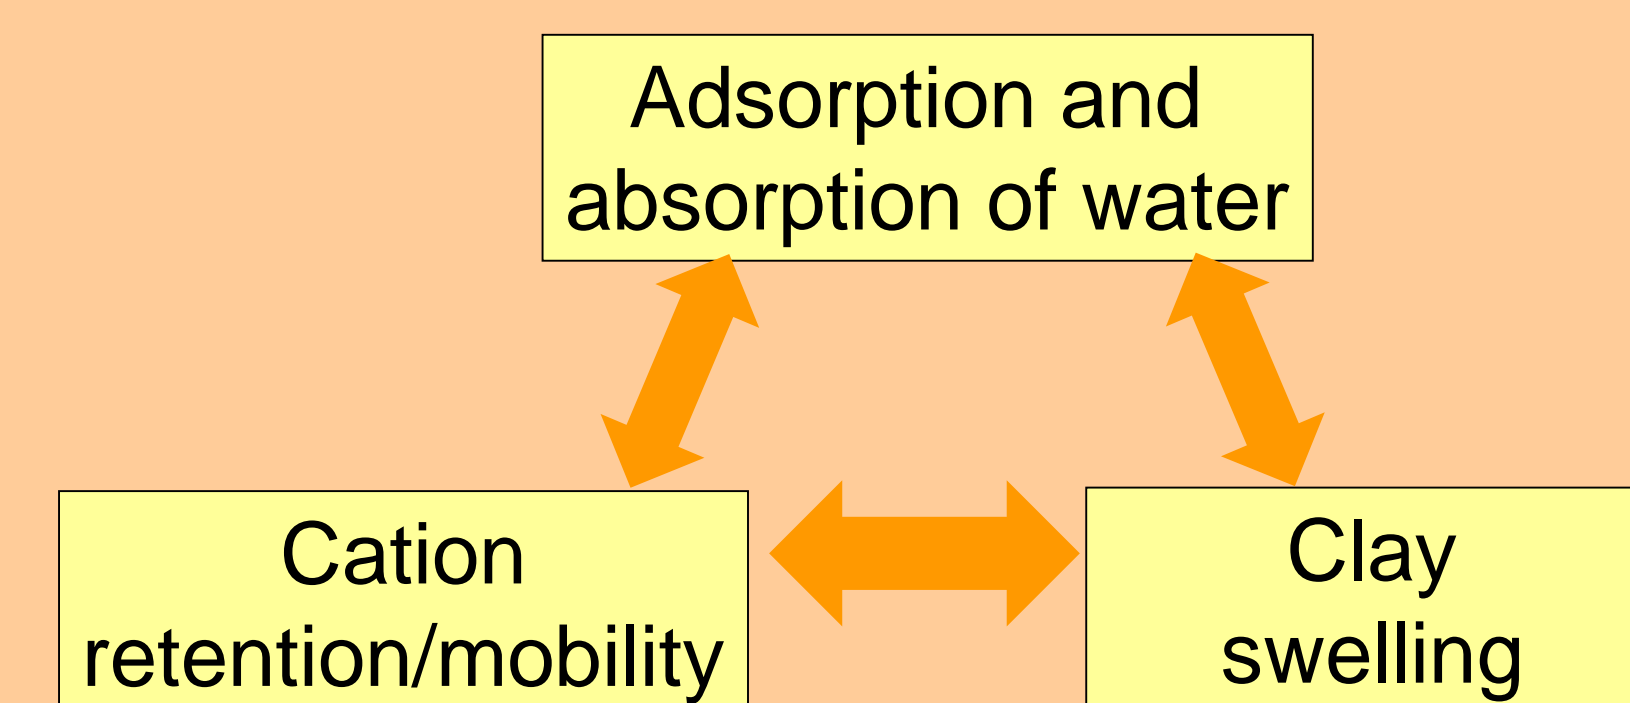 Adsorption and
absorption of water
Cation
retention/mobility
Clay
swelling